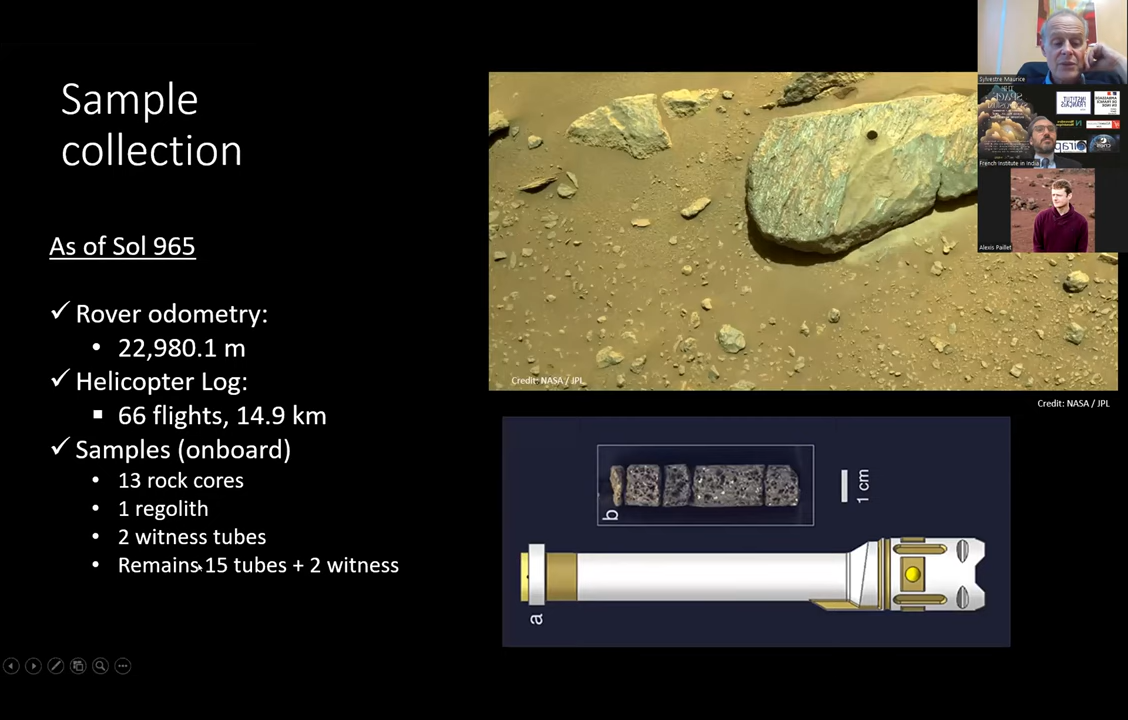 Sample
collection
As of Sol 965
Rover odometry:
22,980.1 m
Helicopter Log:
66 flights, 14.9 km
Samples (onboard)
13 rock cores
1 regolith
2 witness tubes
Remains 15 tubes + 2 witness
Credit: NASA / JPL
Credit: NASA / JPL
b
1 cm
a
Sylvestre Maurice
INSTITUT
FRANÇAIS
French Institute in India
Alexis Paillet